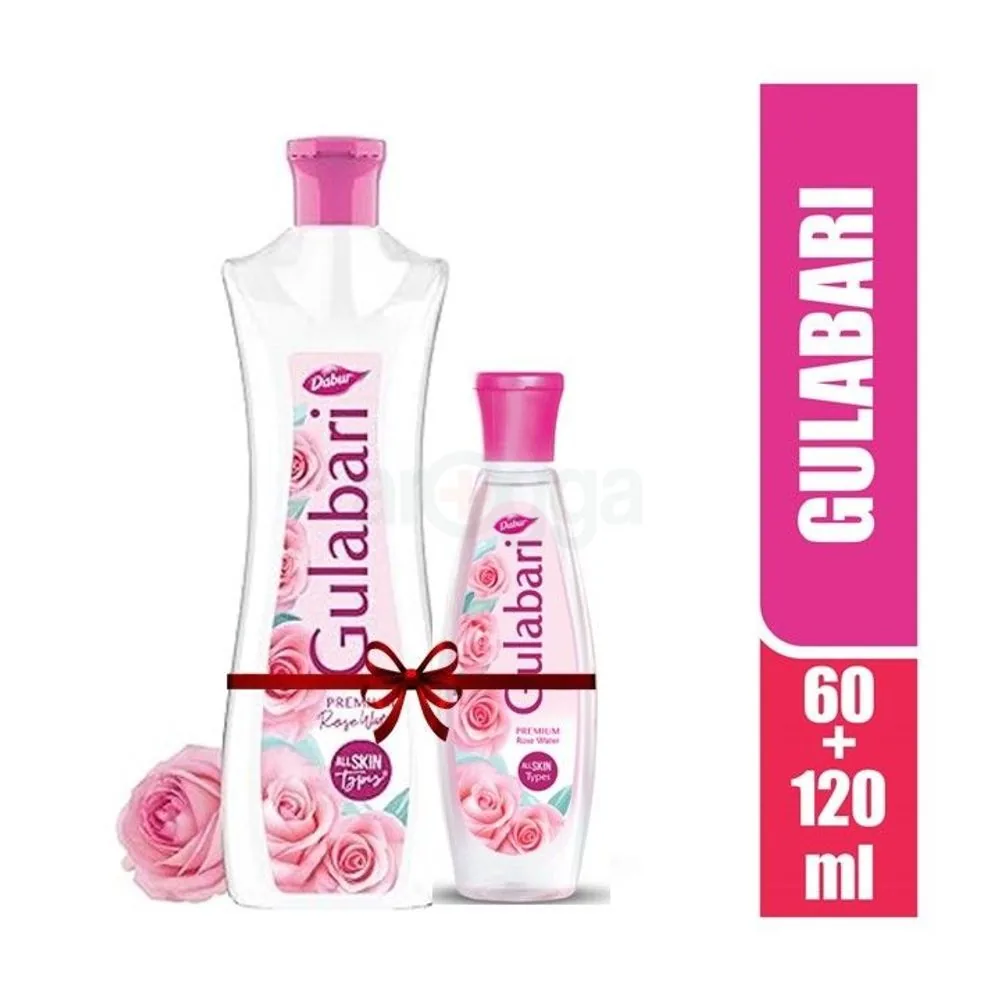 Dabur
Gulabari
PREMIUM
Rose Water
ALL SKIN
Types
Dabur
Gulabari
PREMIUM
Rose Water
ALL SKIN
Types
GULABARI
60
+
120
ml